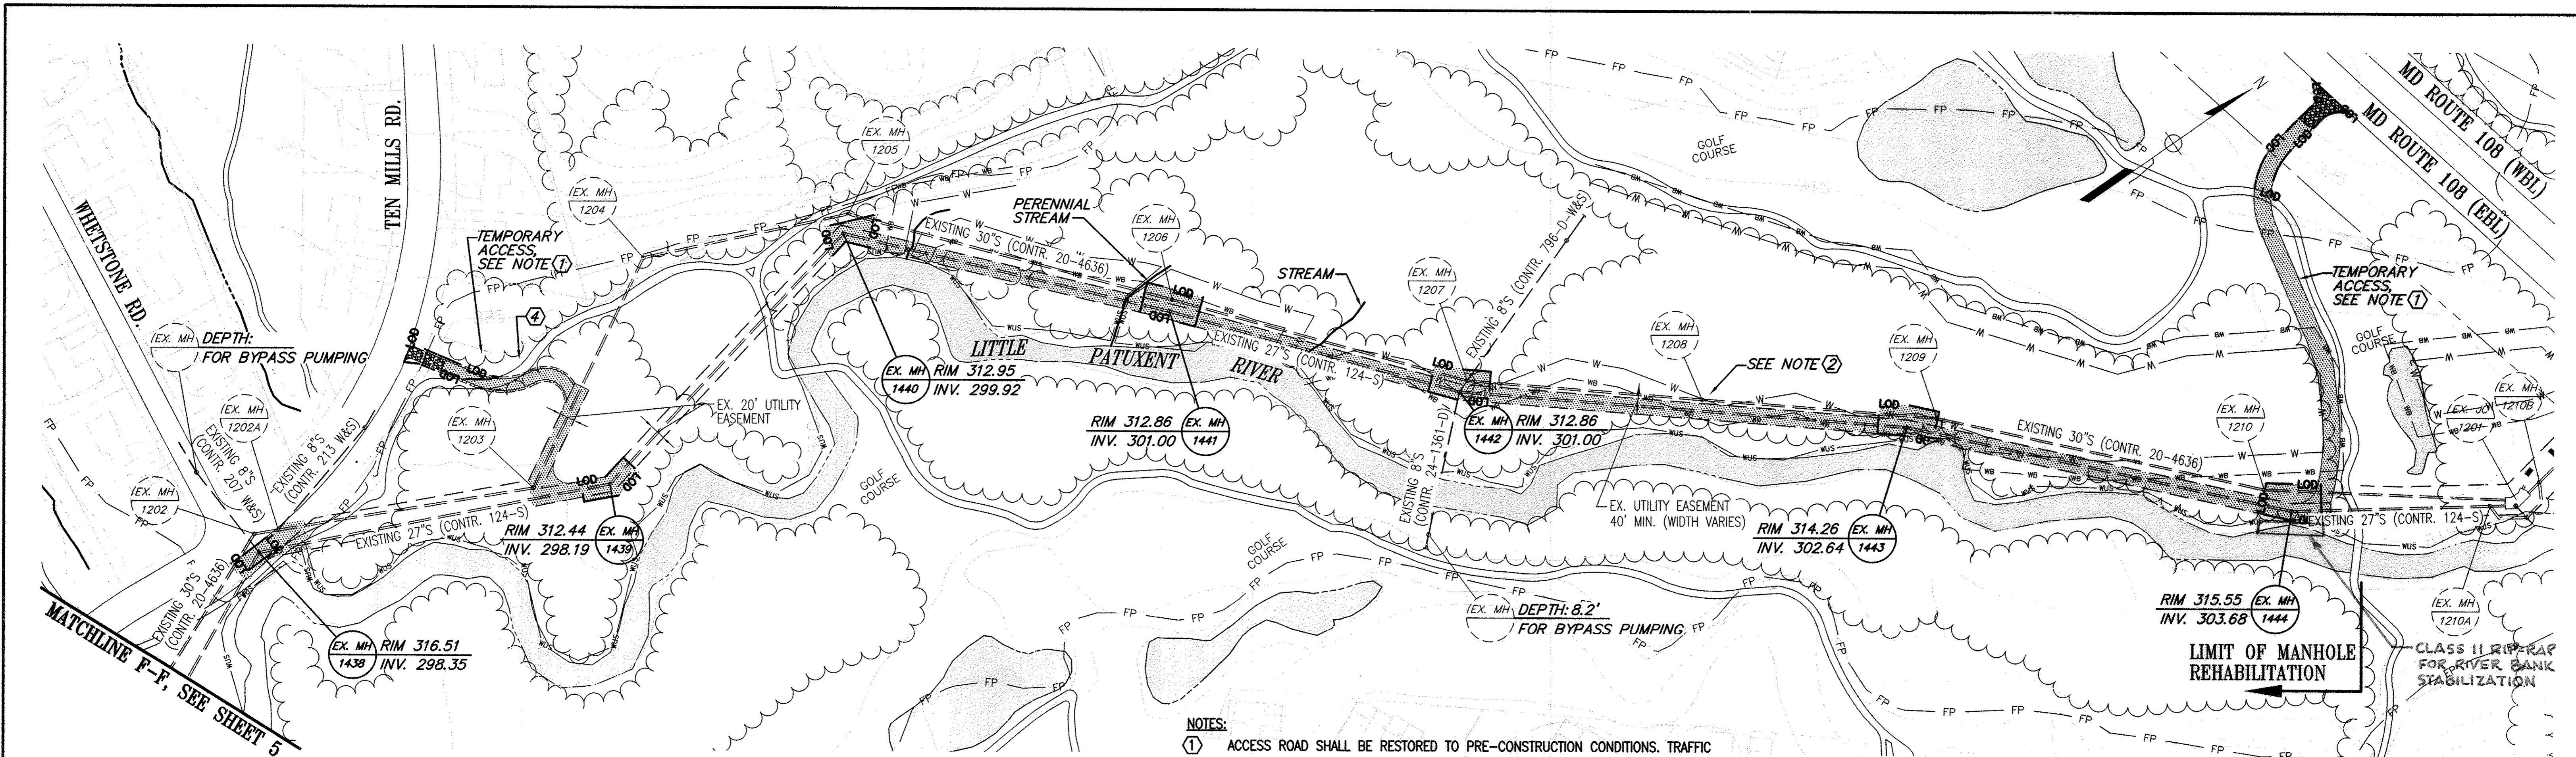 WHETSTONE RD.
TEN MILLS RD.
(EX. MH
DEPTH:
FOR BYPASS PUMPING
(EX. MH
1202A
(EX. MH
1202
EXISTING 8"S
(CONTR. 207 W&S)
EXISTING 8"S
(CONTR. 213 W&S)
EXISTING 30"S
(CONTR. 20-4636)
MATCHLINE F-F, SEE SHEET 5
EX. MH
1438
RIM 316.51
INV. 298.35
TEMPORARY
ACCESS,
SEE NOTE 1
4
(EX. MH
1204
(EX. MH
1205
(EX. MH
1203
EX. 20' UTILITY
EASEMENT
EXISTING 27"S (CONTR. 124-S)
RIM 312.44
INV. 298.19
EX. MH
1439
EX. MH
1440
RIM 312.95
INV. 299.92
EXISTING 30"S (CONTR. 20-4636)
PERENNIAL
STREAM
(EX. MH
1206
STREAM
LITTLE
PATUXENT
RIVER
EXISTING 27"S (CONTR. 124-S)
RIM 312.86
INV. 301.00
EX. MH
1441
(EX. MH
1207
EXISTING 8"S (CONTR. 796-D-W&S)
EX. MH
1442
RIM 312.86
INV. 301.00
EXISTING 8"S
(CONTR. 24-1361-D)
(EX. MH
DEPTH: 8.2'
FOR BYPASS PUMPING
(EX. MH
1208
SEE NOTE 2
(EX. MH
1209
EX. UTILITY EASEMENT
40' MIN. (WIDTH VARIES)
RIM 314.26
INV. 302.64
EX. MH
1443
EXISTING 30"S (CONTR. 20-4636)
(EX. MH
1210
EXISTING 27"S (CONTR. 124-S)
RIM 315.55
INV. 303.68
EX. MH
1444
LIMIT OF MANHOLE
REHABILITATION
CLASS II RIP-RAP
FOR RIVER BANK
STABILIZATION
(EX. MH
1210A
(EX. MH
1210B
1201
TEMPORARY
ACCESS,
SEE NOTE 1
MD ROUTE 108 (WBL)
MD ROUTE 108 (EBL)
N
GOLF
COURSE
GOLF
COURSE
GOLF
COURSE
GOLF
COURSE
LOD
FP
WUS
WB
W
NOTES:
1 ACCESS ROAD SHALL BE RESTORED TO PRE-CONSTRUCTION CONDITIONS. TRAFFIC